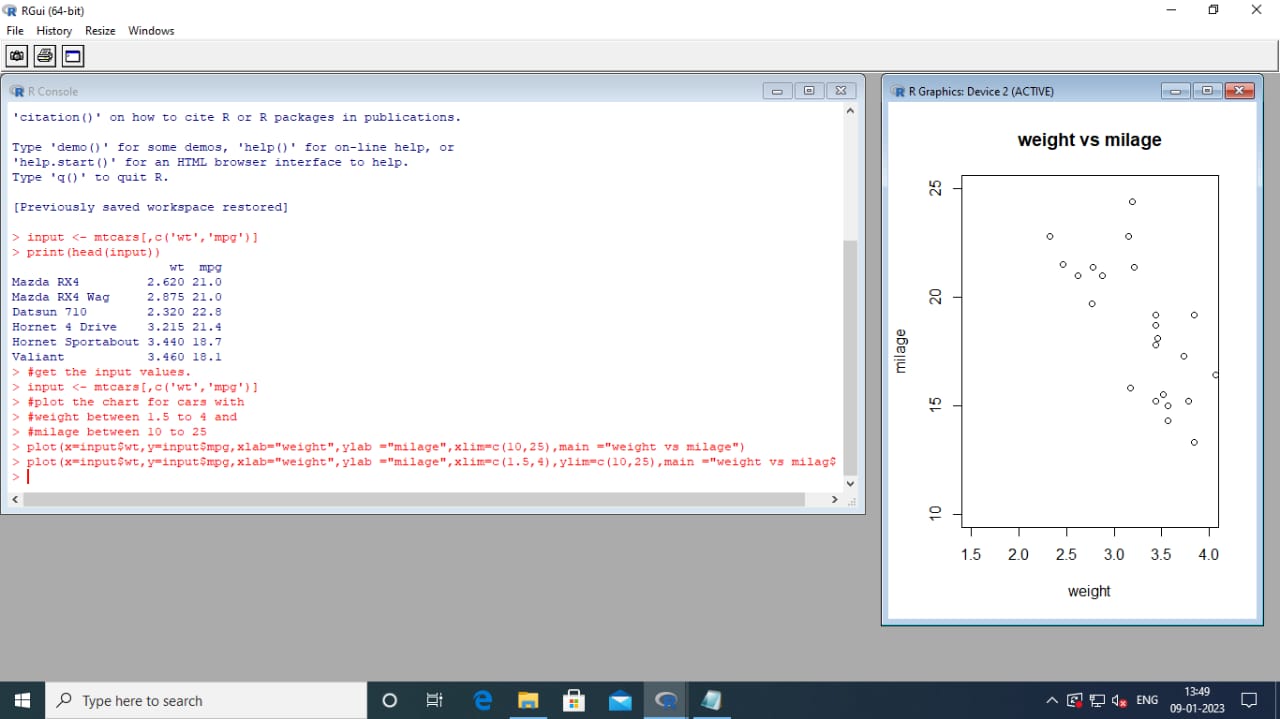 RGui (64-bit)
File History Resize Windows
R Console
'citation()' on how to cite R or R packages in publications.
Type 'demo()' for some demos, 'help()' for on-line help, or
'help.start()' for an HTML browser interface to help.
Type 'q()' to quit R.
[Previously saved workspace restored]
> input <- mtcars[,c('wt','mpg')]
> print(head(input))
wt mpg
Mazda RX4 2.620 21.0
Mazda RX4 Wag 2.875 21.0
Datsun 710 2.320 22.8
Hornet 4 Drive 3.215 21.4
Hornet Sportabout 3.440 18.7
Valiant 3.460 18.1
> #get the input values.
> input <- mtcars[,c('wt','mpg')]
> #plot the chart for cars with
> #weight between 1.5 to 4 and
> #milage between 10 to 25
> plot(x=input$wt,y=input$mpg,xlab="weight",ylab ="milage",xlim=c(10,25),main ="weight vs milage")
> plot(x=input$wt,y=input$mpg,xlab="weight",ylab ="milage",xlim=c(1.5,4),ylim=c(10,25),main ="weight vs milag$
>
R Graphics: Device 2 (ACTIVE)
weight vs milage
25
20
15
10
milage
1.5 2.0 2.5 3.0 3.5 4.0
weight
Type here to search
ENG
13:49
09-01-2023